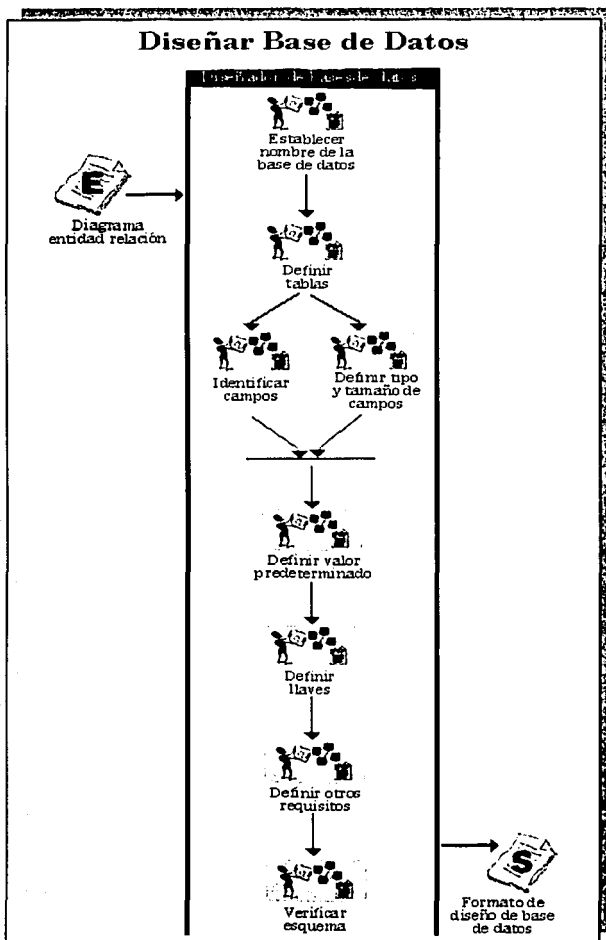 Diseñar Base de Datos
Diseñador de bases de datos
Establecer
nombre de la
base de datos
E
Diagrama
entidad relación
Definir
tablas
Identificar
campos
Definir tipo
y tamaño de
campos
Definir valor
predeterminado
Definir
llaves
Definir otros
requisitos
Verificar
esquema
S
Formato de
diseño de base
de datos